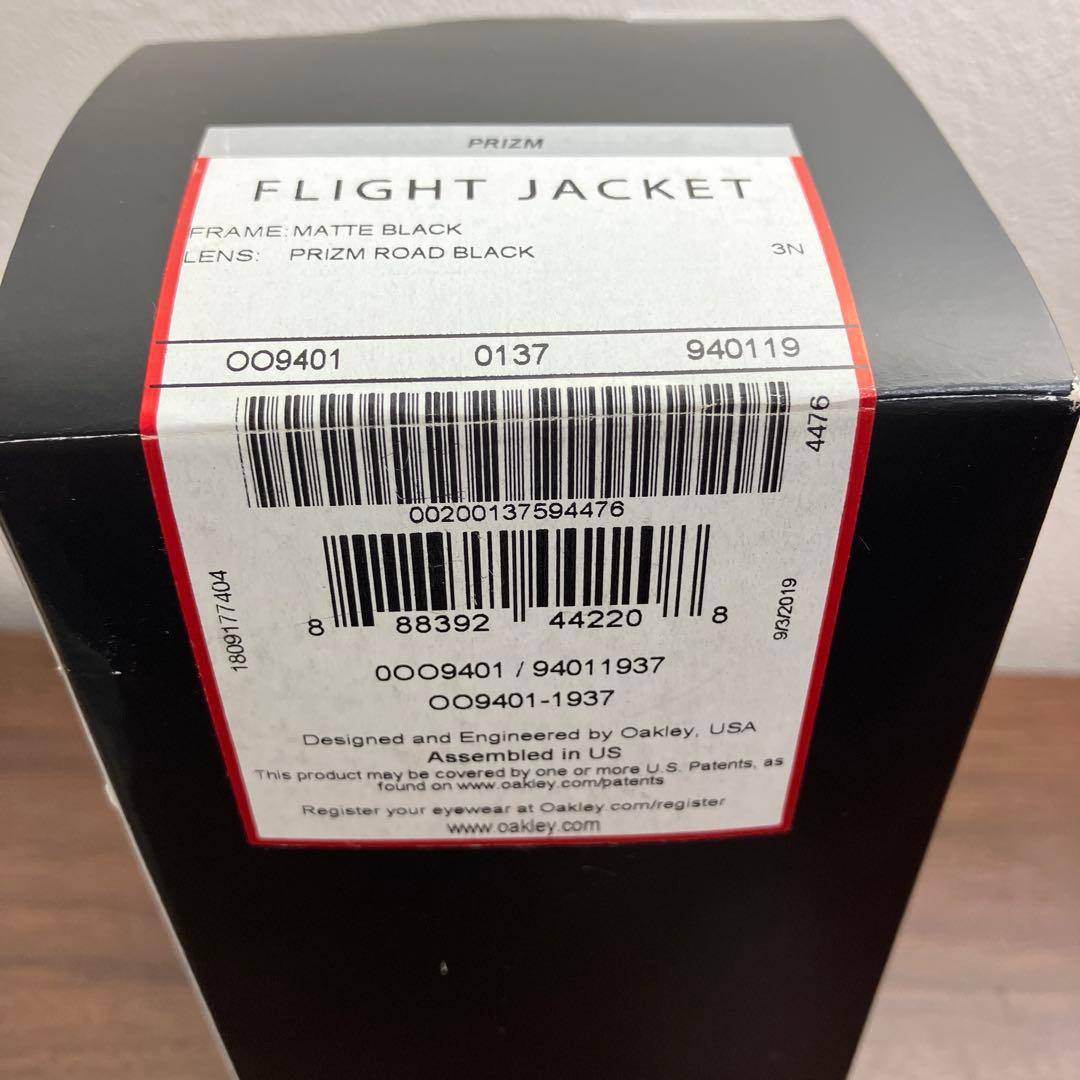 PRIZM
FLIGHT JACKET
FRAME: MATTE BLACK
LENS: PRIZM ROAD BLACK 3N
OO9401 0137 940119
4476
00200137594476
1809177404
8 88392 44220 8
9/3/2019
0OO9401 / 94011937
OO9401-1937
Designed and Engineered by Oakley, USA
Assembled in US
This product may be covered by one or more U.S. Patents, as
found on www.oakley.com/patents
Register your eyewear at Oakley.com/register
www.oakley.com